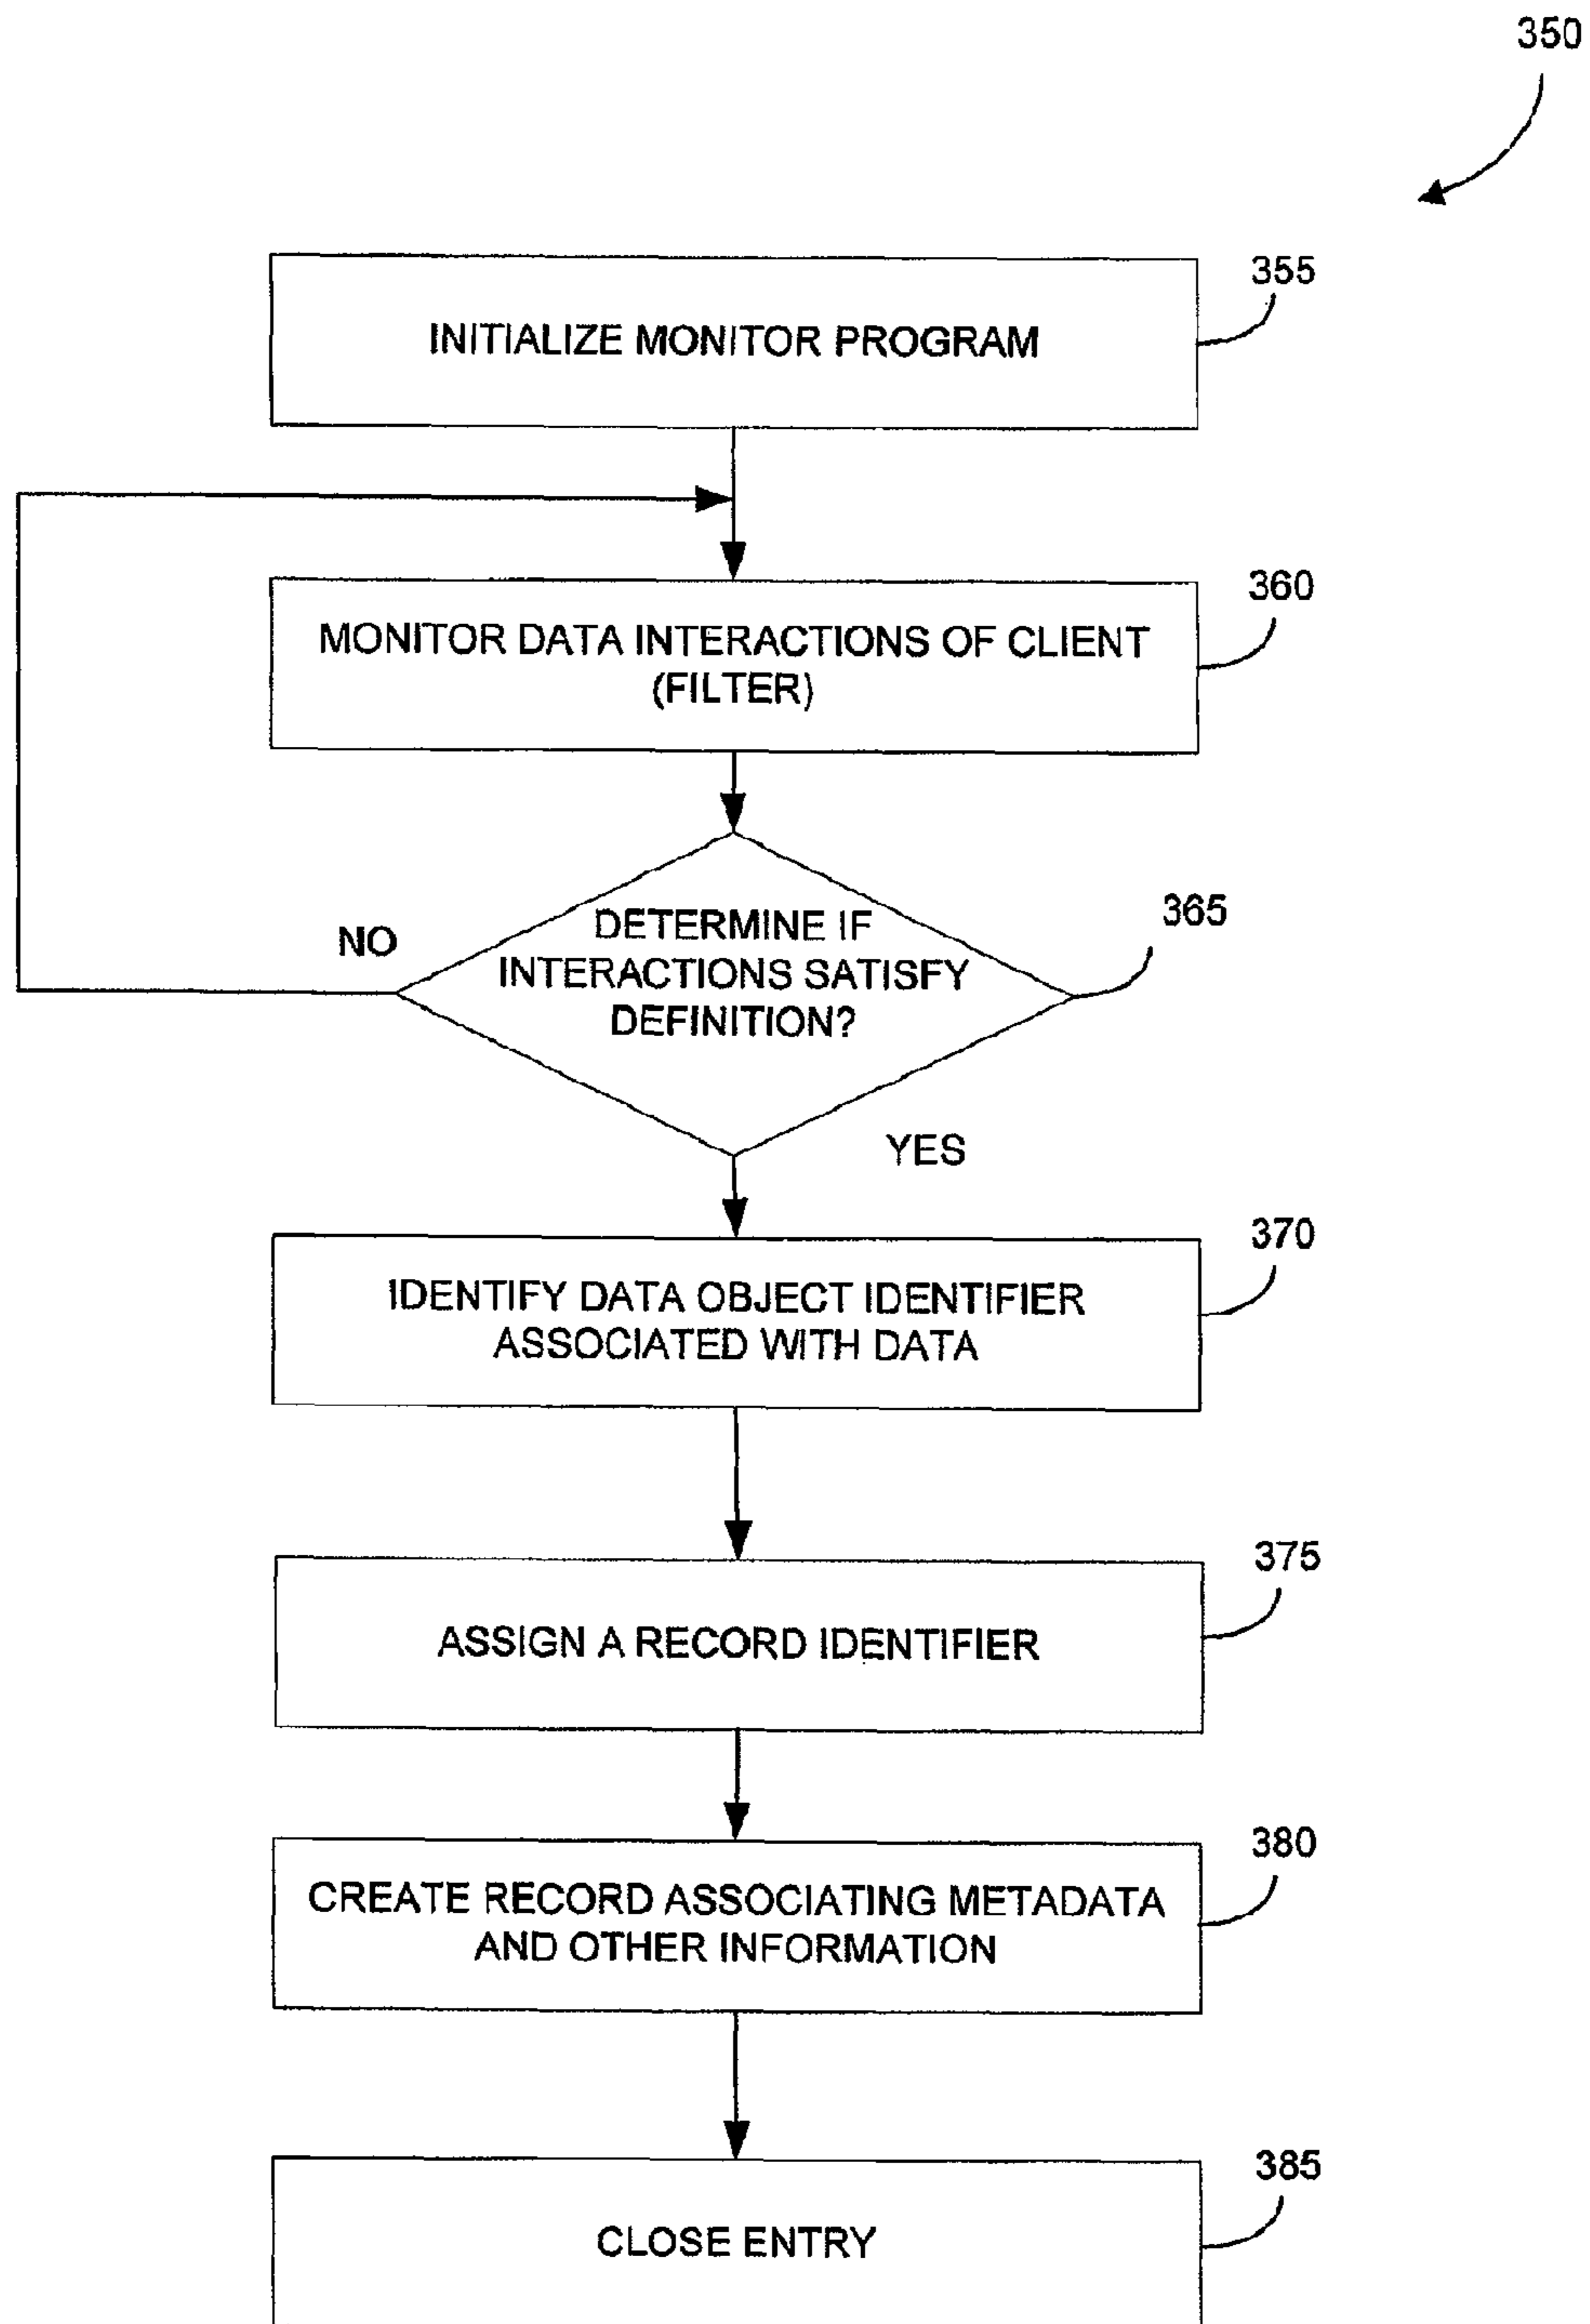 350
355
INITIALIZE MONITOR PROGRAM
360
MONITOR DATA INTERACTIONS OF CLIENT
(FILTER)
365
NO
DETERMINE IF
INTERACTIONS SATISFY
DEFINITION?
YES
370
IDENTIFY DATA OBJECT IDENTIFIER
ASSOCIATED WITH DATA
375
ASSIGN A RECORD IDENTIFIER
380
CREATE RECORD ASSOCIATING METADATA
AND OTHER INFORMATION
385
CLOSE ENTRY